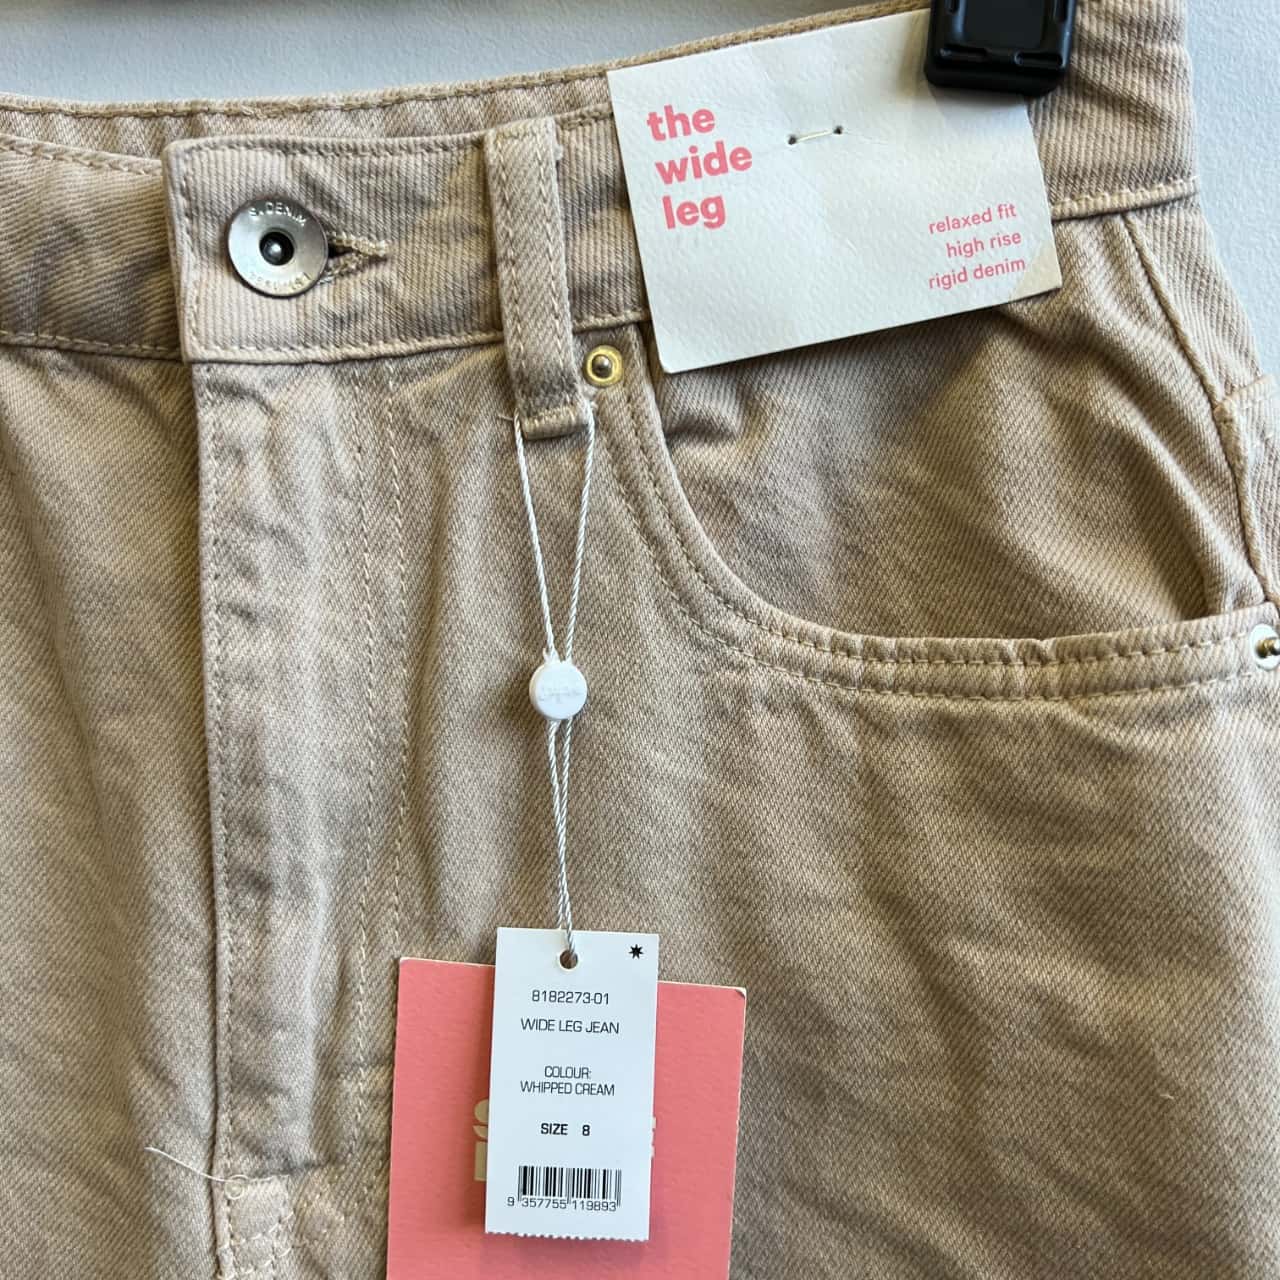 the
wide
leg
relaxed fit
high rise
rigid denim
S. DENIM
8182273-01
WIDE LEG JEAN
COLOUR:
WHIPPED CREAM
SIZE 8
9 357755 119893